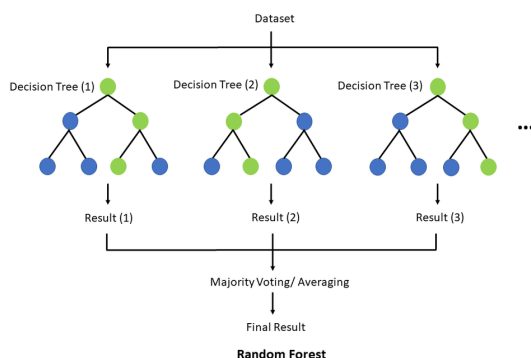 Dataset
Decision Tree (1)
Decision Tree (2)
Decision Tree (3)
...
Result (1)
Result (2)
Result (3)
Majority Voting/ Averaging
Final Result
Random Forest